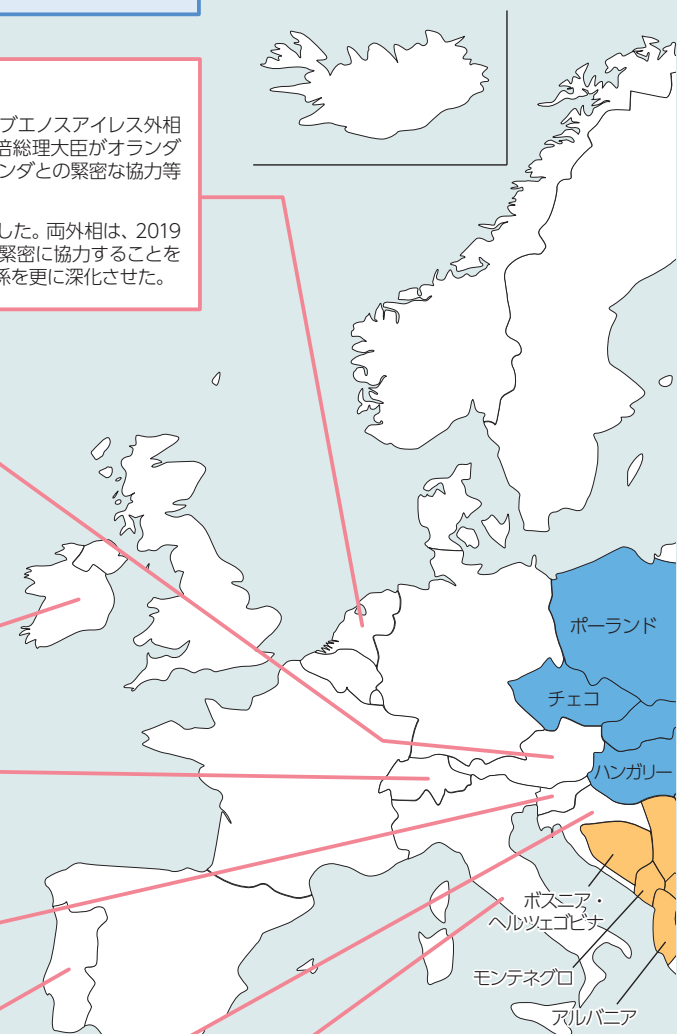 ブエノスアイレス外相
倍総理大臣がオランダ
ンダとの緊密な協力等
した。両外相は、2019
緊密に協力することを
係を更に深化させた。
ポーランド
チェコ
ハンガリー
ボスニア・
ヘルツェゴビナ
モンテネグロ
アルバニア